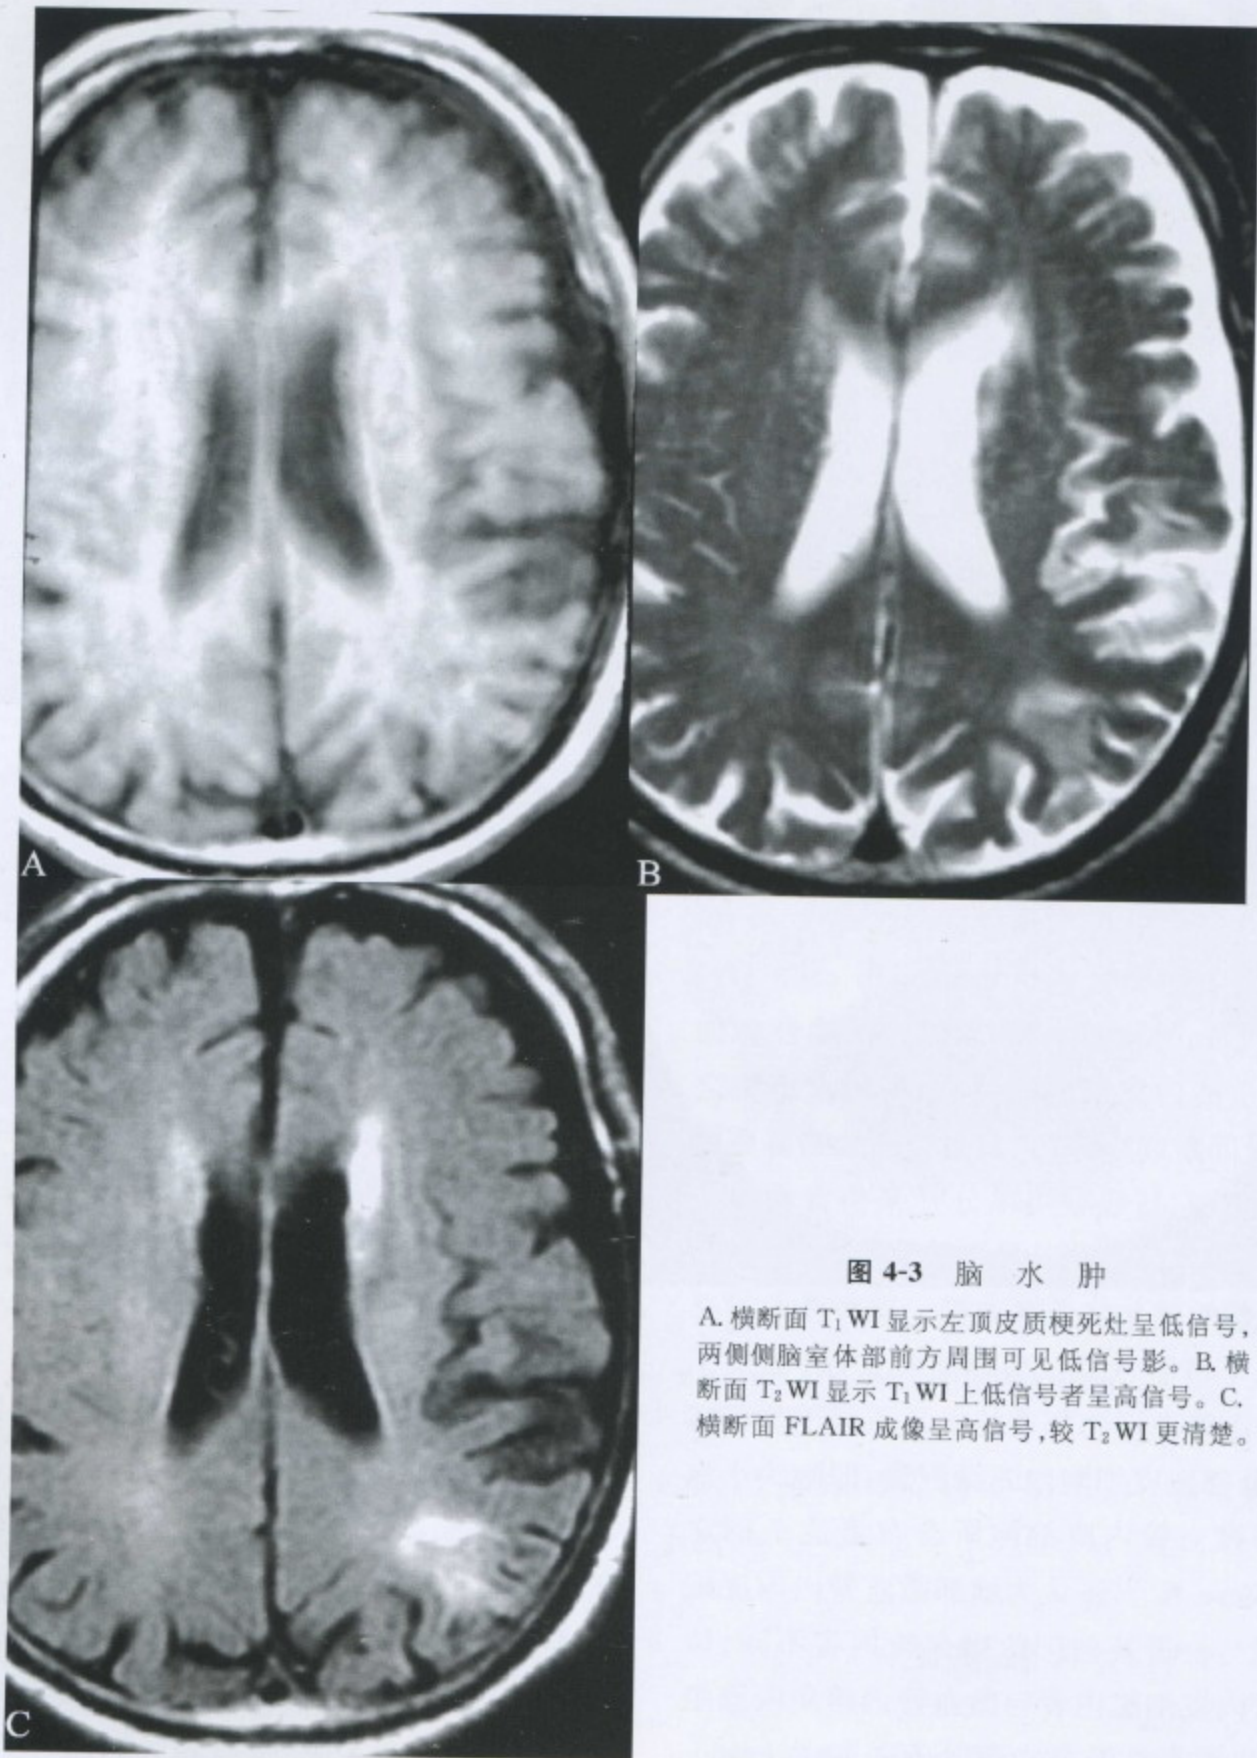 A
B
C
图 4-3 脑 水 肿
A. 横断面 T₁WI 显示左顶皮质梗死灶呈低信号,
两侧侧脑室体部前方周围可见低信号影。B. 横
断面 T₂WI 显示 T₁WI 上低信号者呈高信号。C.
横断面 FLAIR 成像呈高信号,较 T₂WI 更清楚。